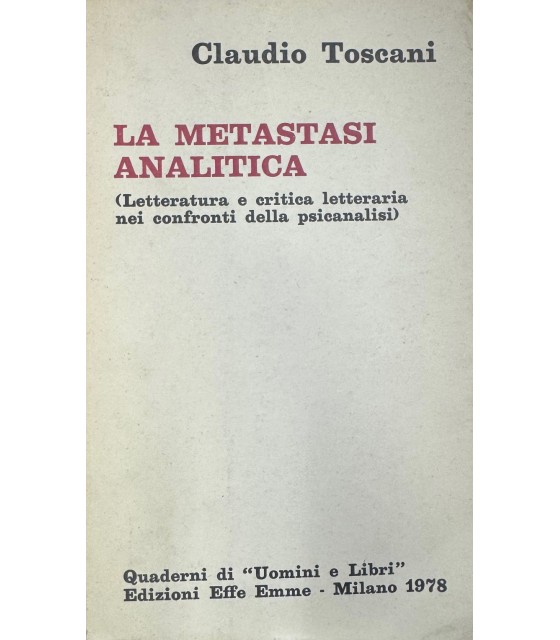 Claudio Toscani
LA METASTASI
ANALITICA
(Letteratura e critica letteraria
nei confronti della psicanalisi)
Quaderni di “Uomini e Libri”
Edizioni Effe Emme - Milano 1978